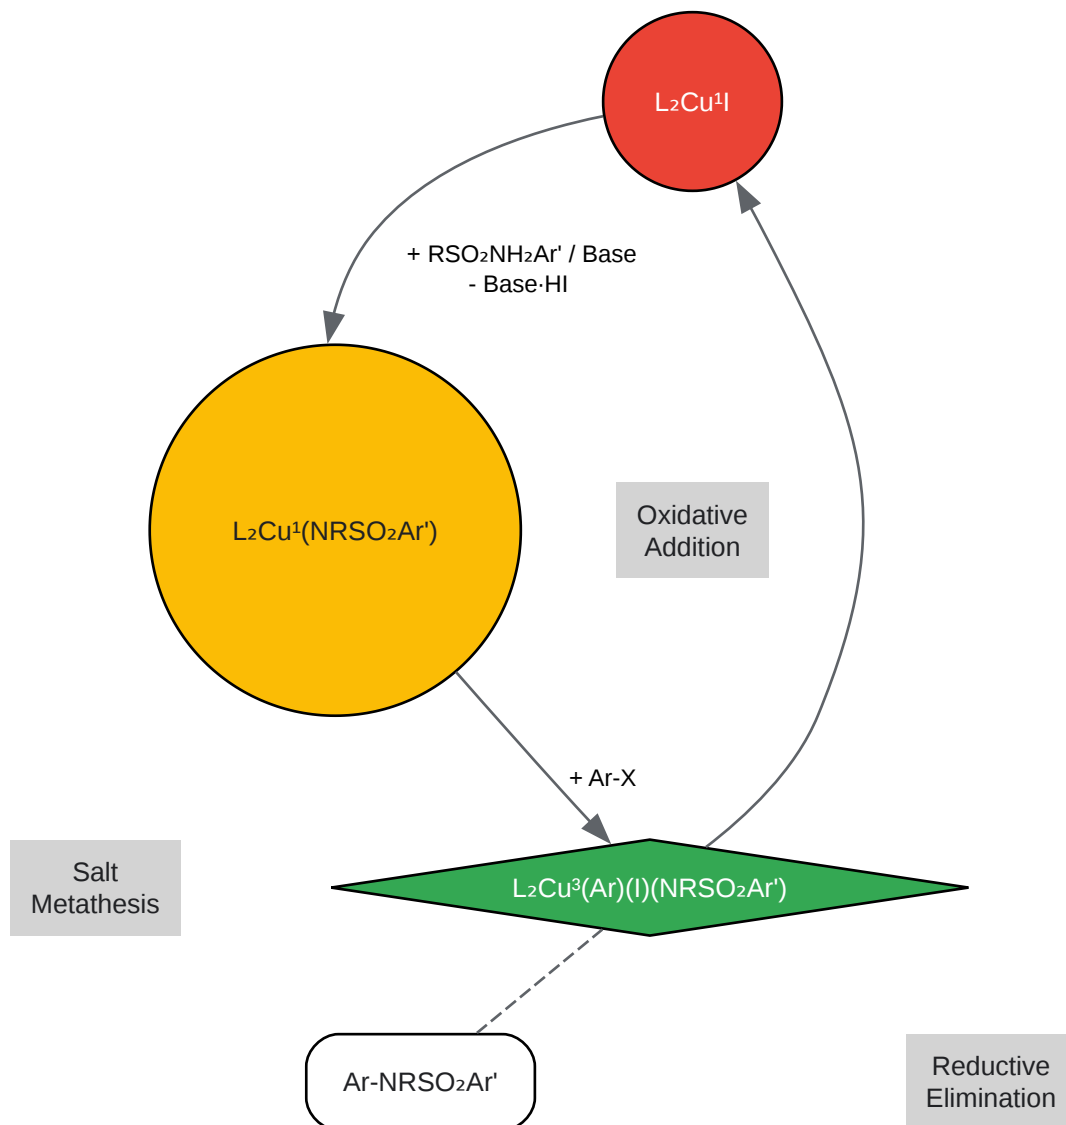 L₂Cu¹I
+ RSO₂NH₂Ar' / Base
- Base·HI
L₂Cu¹(NRSO₂Ar')
Oxidative
Addition
+ Ar-X
Salt
Metathesis
L₂Cu³(Ar)(I)(NRSO₂Ar')
Ar-NRSO₂Ar'
Reductive
Elimination